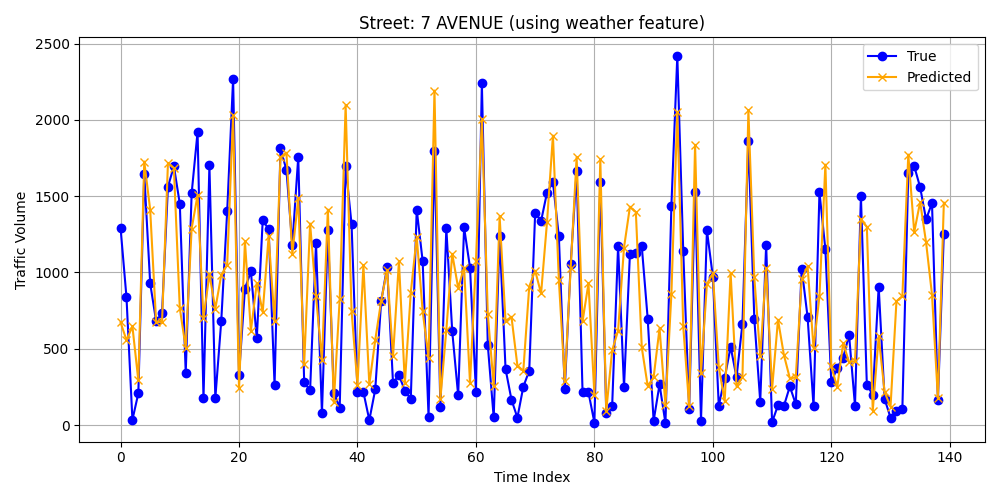 Street: 7 AVENUE (using weather feature)
True
Predicted
Traffic Volume
2500
2000
1500
1000
500
0
0 20 40 60 80 100 120 140
Time Index